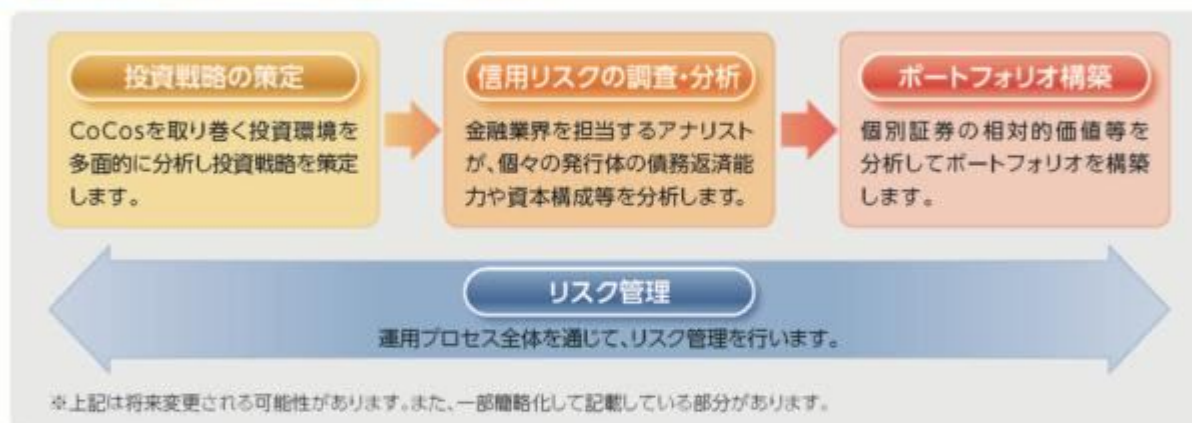 投資戦略の策定
CoCosを取り巻く投資環境を
多面的に分析し投資戦略を策定
します。
信用リスクの調査・分析
金融業界を担当するアナリスト
が、個々の発行体の債務返済能
力や資本構成等を分析します。
ポートフォリオ構築
個別証券の相対的価値等を
分析してポートフォリオを構築
します。
リスク管理
運用プロセス全体を通じて、リスク管理を行います。
※上記は将来変更される可能性があります。また、一部簡略化して記載している部分があります。